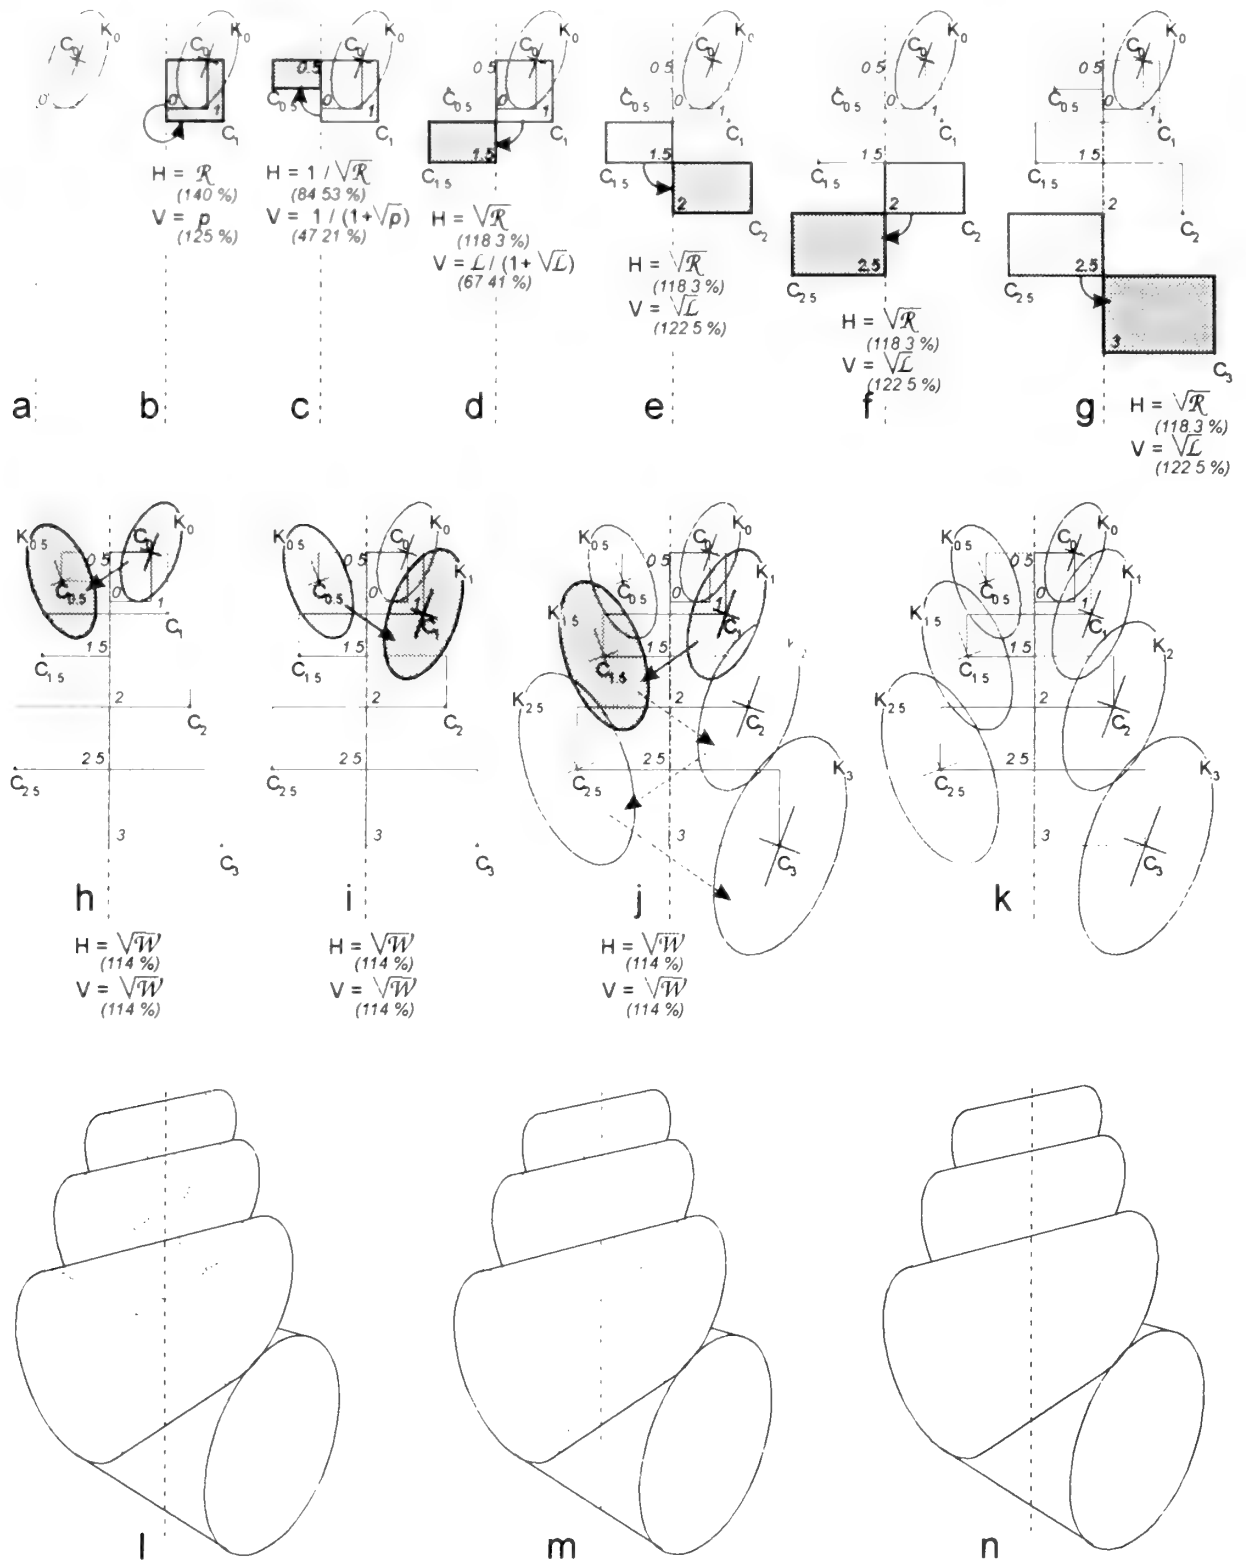 K0 K0 K0 K0 K0 K0 K0
C0 C0 C0 C0 C0 C0 C0
0.5 0 5 0 5 0 5 0 5
0 0 1 0 1 0 1
C0 5 C0 5 C0 5 C0 5 C0 5
C1 C1 C1 C1 C1 C1
1.5 1.5 1.5 1.5
C1 5 C1 5 C1 5 C1 5
2 2 2
C2 C2 C2
2.5 2.5
C2 5 C2 5
3
C3
H = R
(140 %)
V = p
(125 %)
H = 1 / √R
(84 53 %)
V = 1 / (1+√p)
(47 21 %)
H = √R
(118 3 %)
V = L / (1+ √L)
(67 41 %)
H = √R
(118 3 %)
V = √L
(122 5 %)
H = √R
(118 3 %)
V = √L
(122 5 %)
H = √R
(118 3 %)
V = √L
(122 5 %)
a b c d e f g
K0 5 K0 K0 5 K0 K0 5 K0 K0 5 K0
C0 C0 C0 C0
0 5 0 5 0 5 0 5
K1 K1 K1
C0.5 0 1 C0.5 0 1 C0 5 0 1 C0 5 0 1
K1 5 K1 5
C1 C1 C1 C1
1 5 1 5 1 5 1 5
K2
C1 5 C1 5 C1.5 C1 5
K2 5 K2 5
2 2 2 2
C2 C2 C2 C2
2 5 2 5 2 5 2 5
K3 K3
C2 5 C2 5 C2 5 C2 5
3 3 3 3
C3 C3 C3 C3
h i j k
H = √W
(114 %)
V = √W
(114 %)
H = √W
(114 %)
V = √W
(114 %)
H = √W
(114 %)
V = √W
(114 %)
l m n